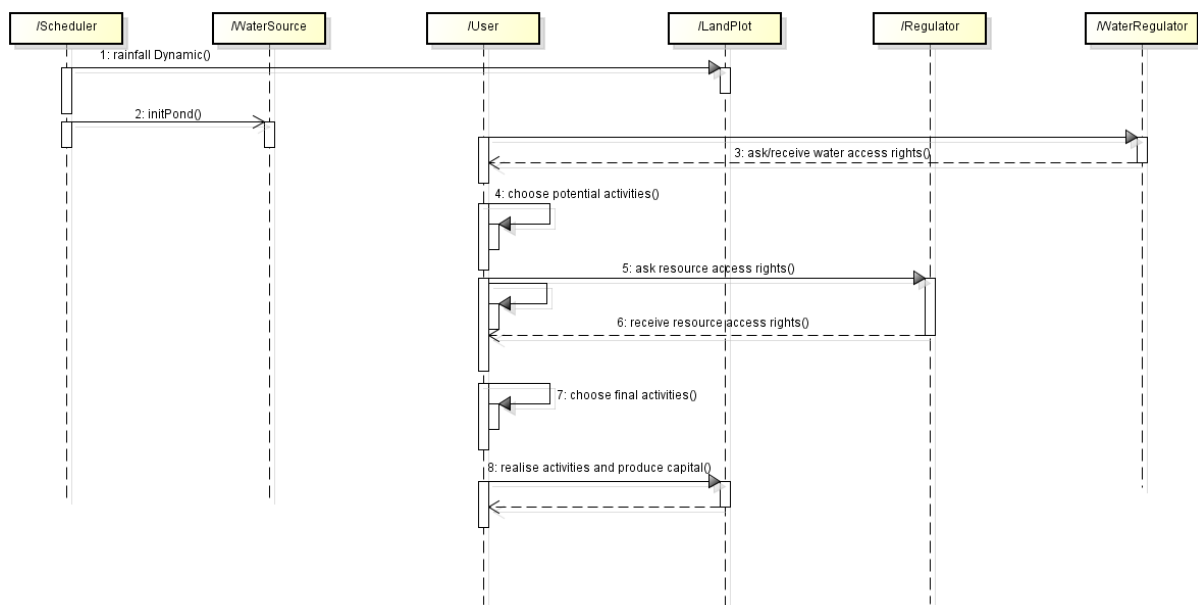 /Scheduler
/WaterSource
/User
/LandPlot
/Regulator
/WaterRegulator
1: rainfall Dynamic()
2: initPond()
3: ask/receive water access rights()
4: choose potential activities()
5: ask resource access rights()
6: receive resource access rights()
7: choose final activities()
8: realise activities and produce capital()